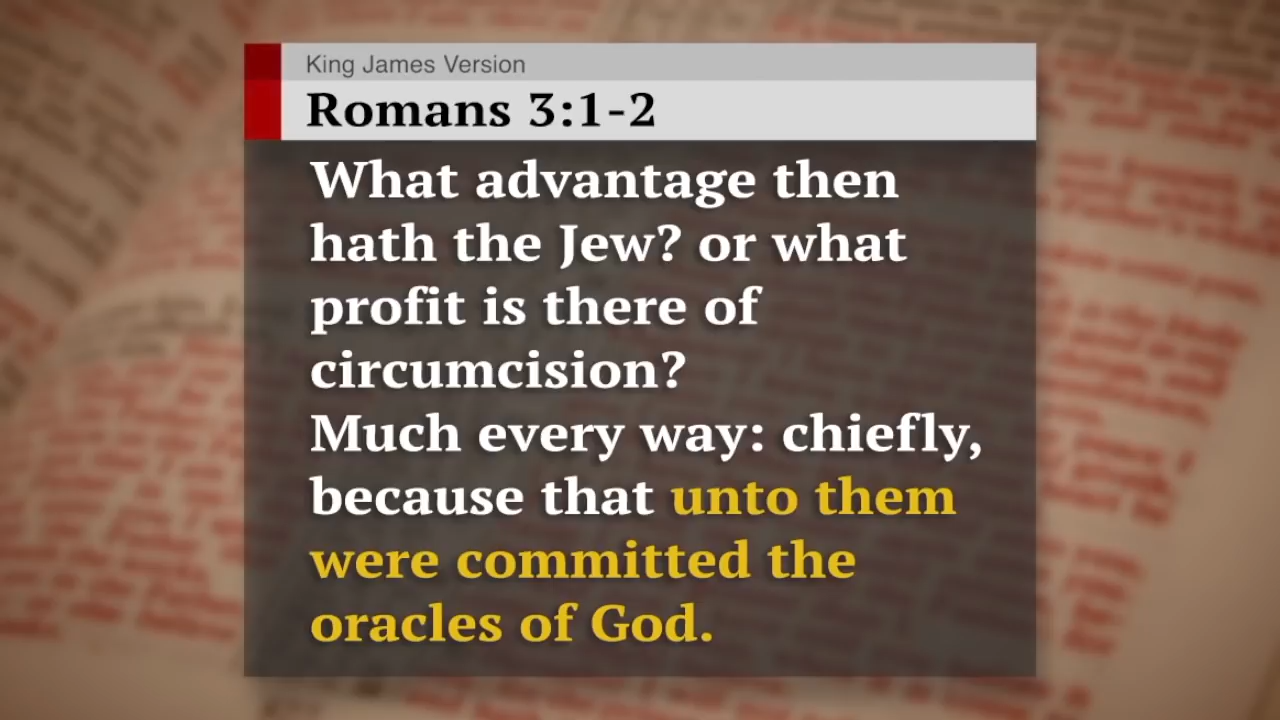 King James Version
Romans 3:1-2
What advantage then
hath the Jew? or what
profit is there of
circumcision?
Much every way: chiefly,
because that unto them
were committed the
oracles of God.